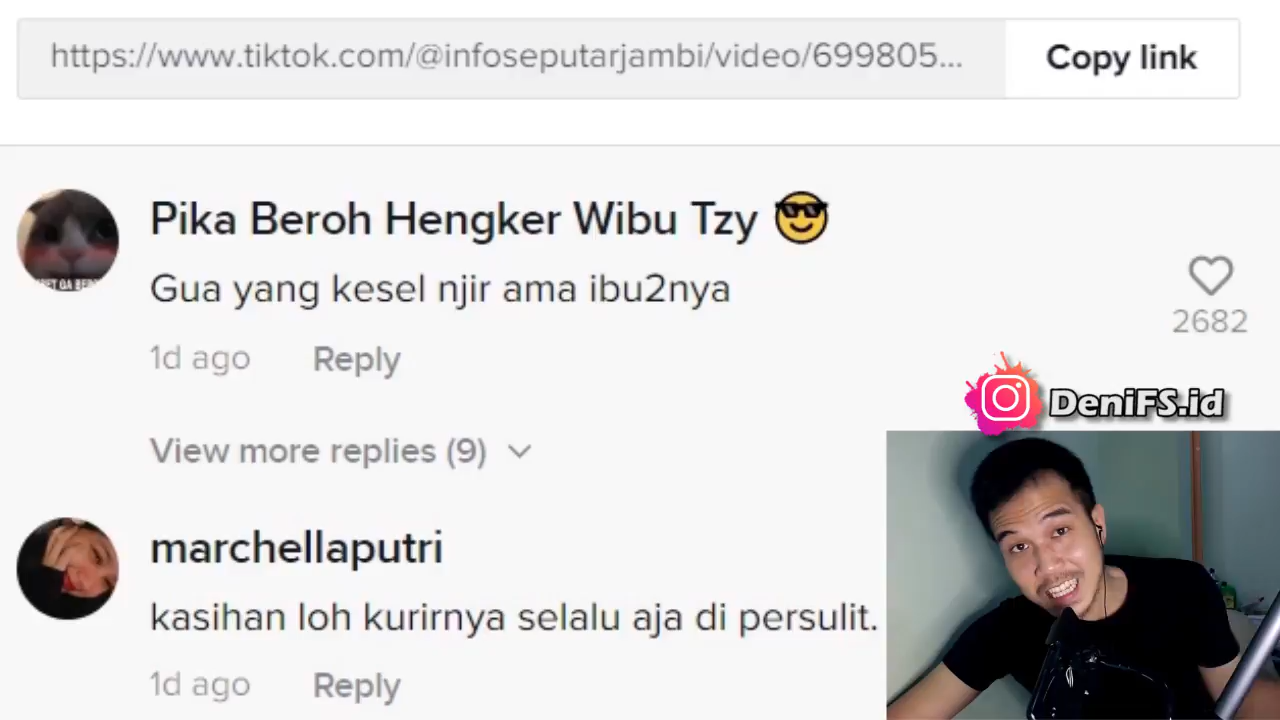 https://www.tiktok.com/@infoseputarjambi/video/699805...
Copy link
Pika Beroh Hengker Wibu Tzy 😎
Gua yang kesel njir ama ibu2nya
2682
1d ago
Reply
View more replies (9)
DeniFS.id
marchellaputri
kasihan loh kurirnya selalu aja di persulit.
1d ago
Reply